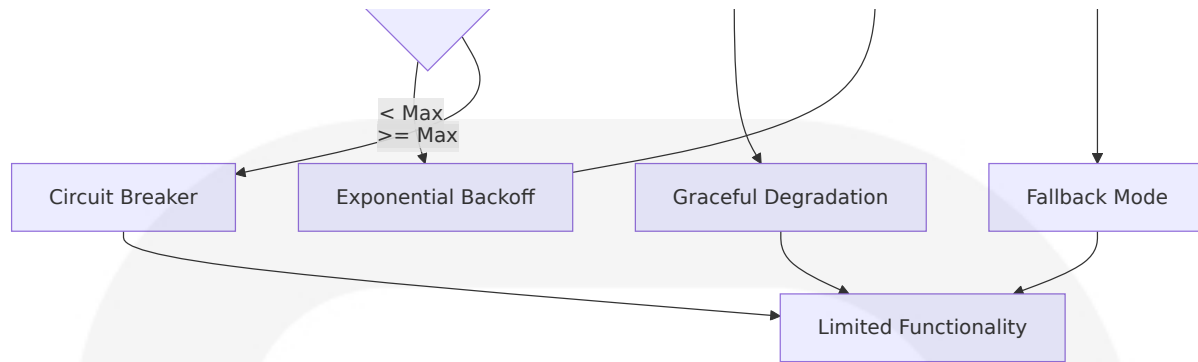 < Max
>= Max
Circuit Breaker
Exponential Backoff
Graceful Degradation
Fallback Mode
Limited Functionality